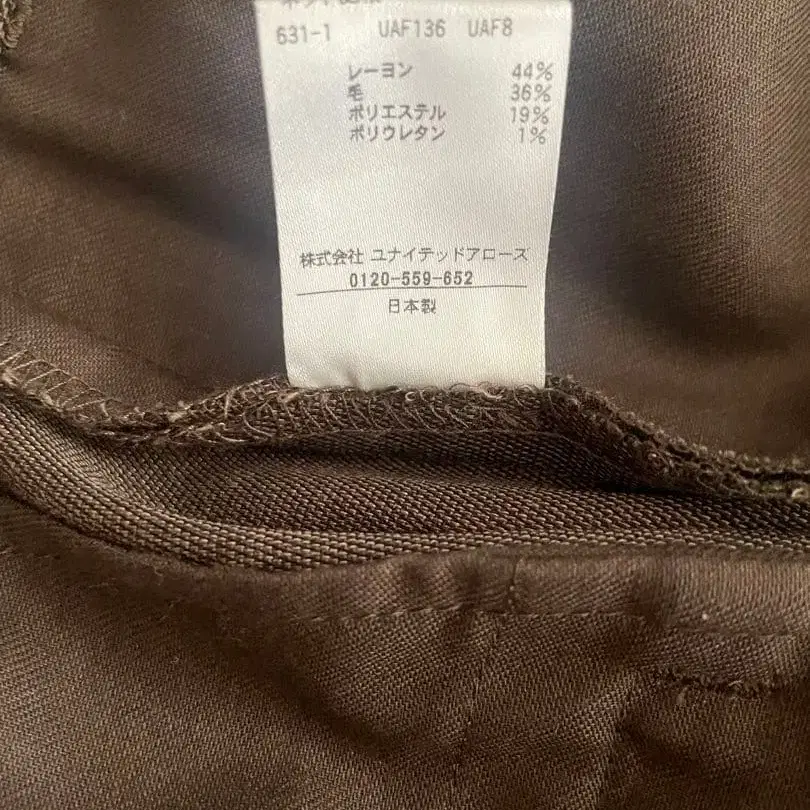 631-1 UAF136 UAF8
レーヨン 44%
毛 36%
ポリエステル 19%
ポリウレタン 1%
株式会社 ユナイテッドアローズ
0120-559-652
日本製